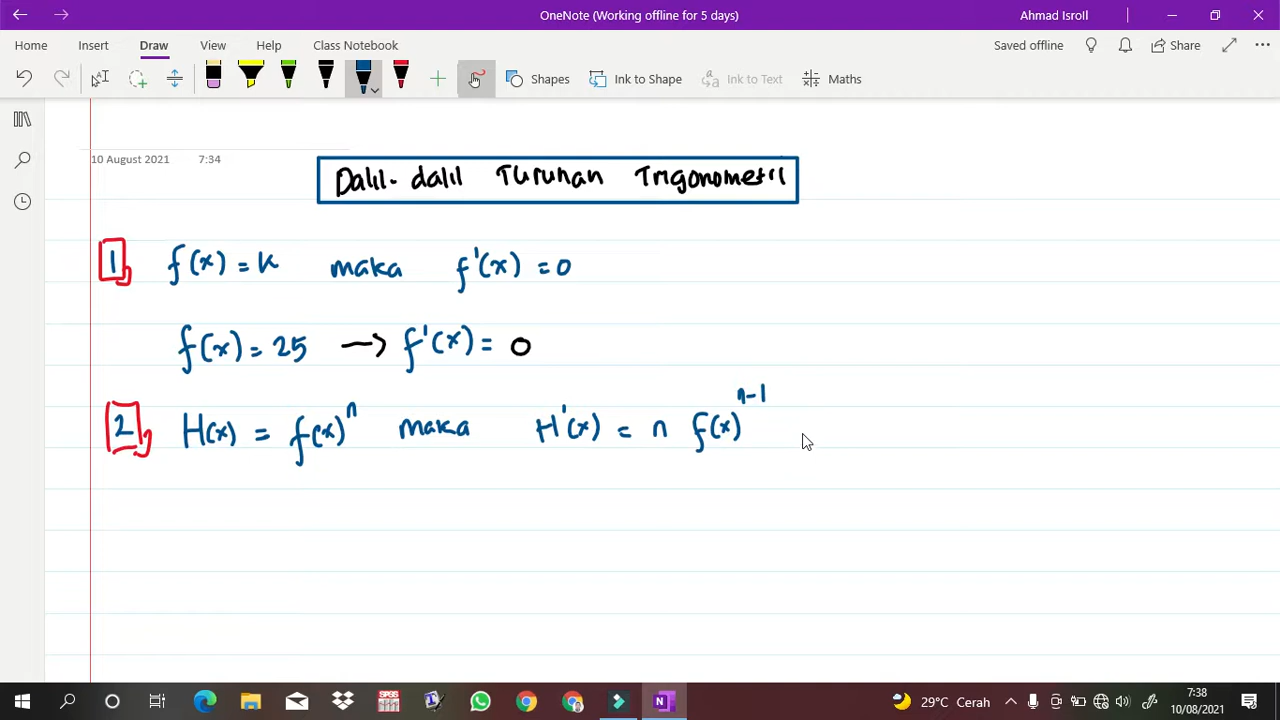 OneNote (Working offline for 5 days)
Ahmad IsroIl
Home Insert Draw View Help Class Notebook
Saved offline Share
Shapes Ink to Shape Ink to Text Maths
10 August 2021 7:34
Dalil-dalil Turunan Trigonometri
1 f(x) = k maka f'(x) = 0
f(x) = 25 → f'(x) = 0
2 H(x) = f(x)ⁿ maka H'(x) = n f(x)ⁿ⁻¹
SPSS
29°C Cerah
7:38
10/08/2021